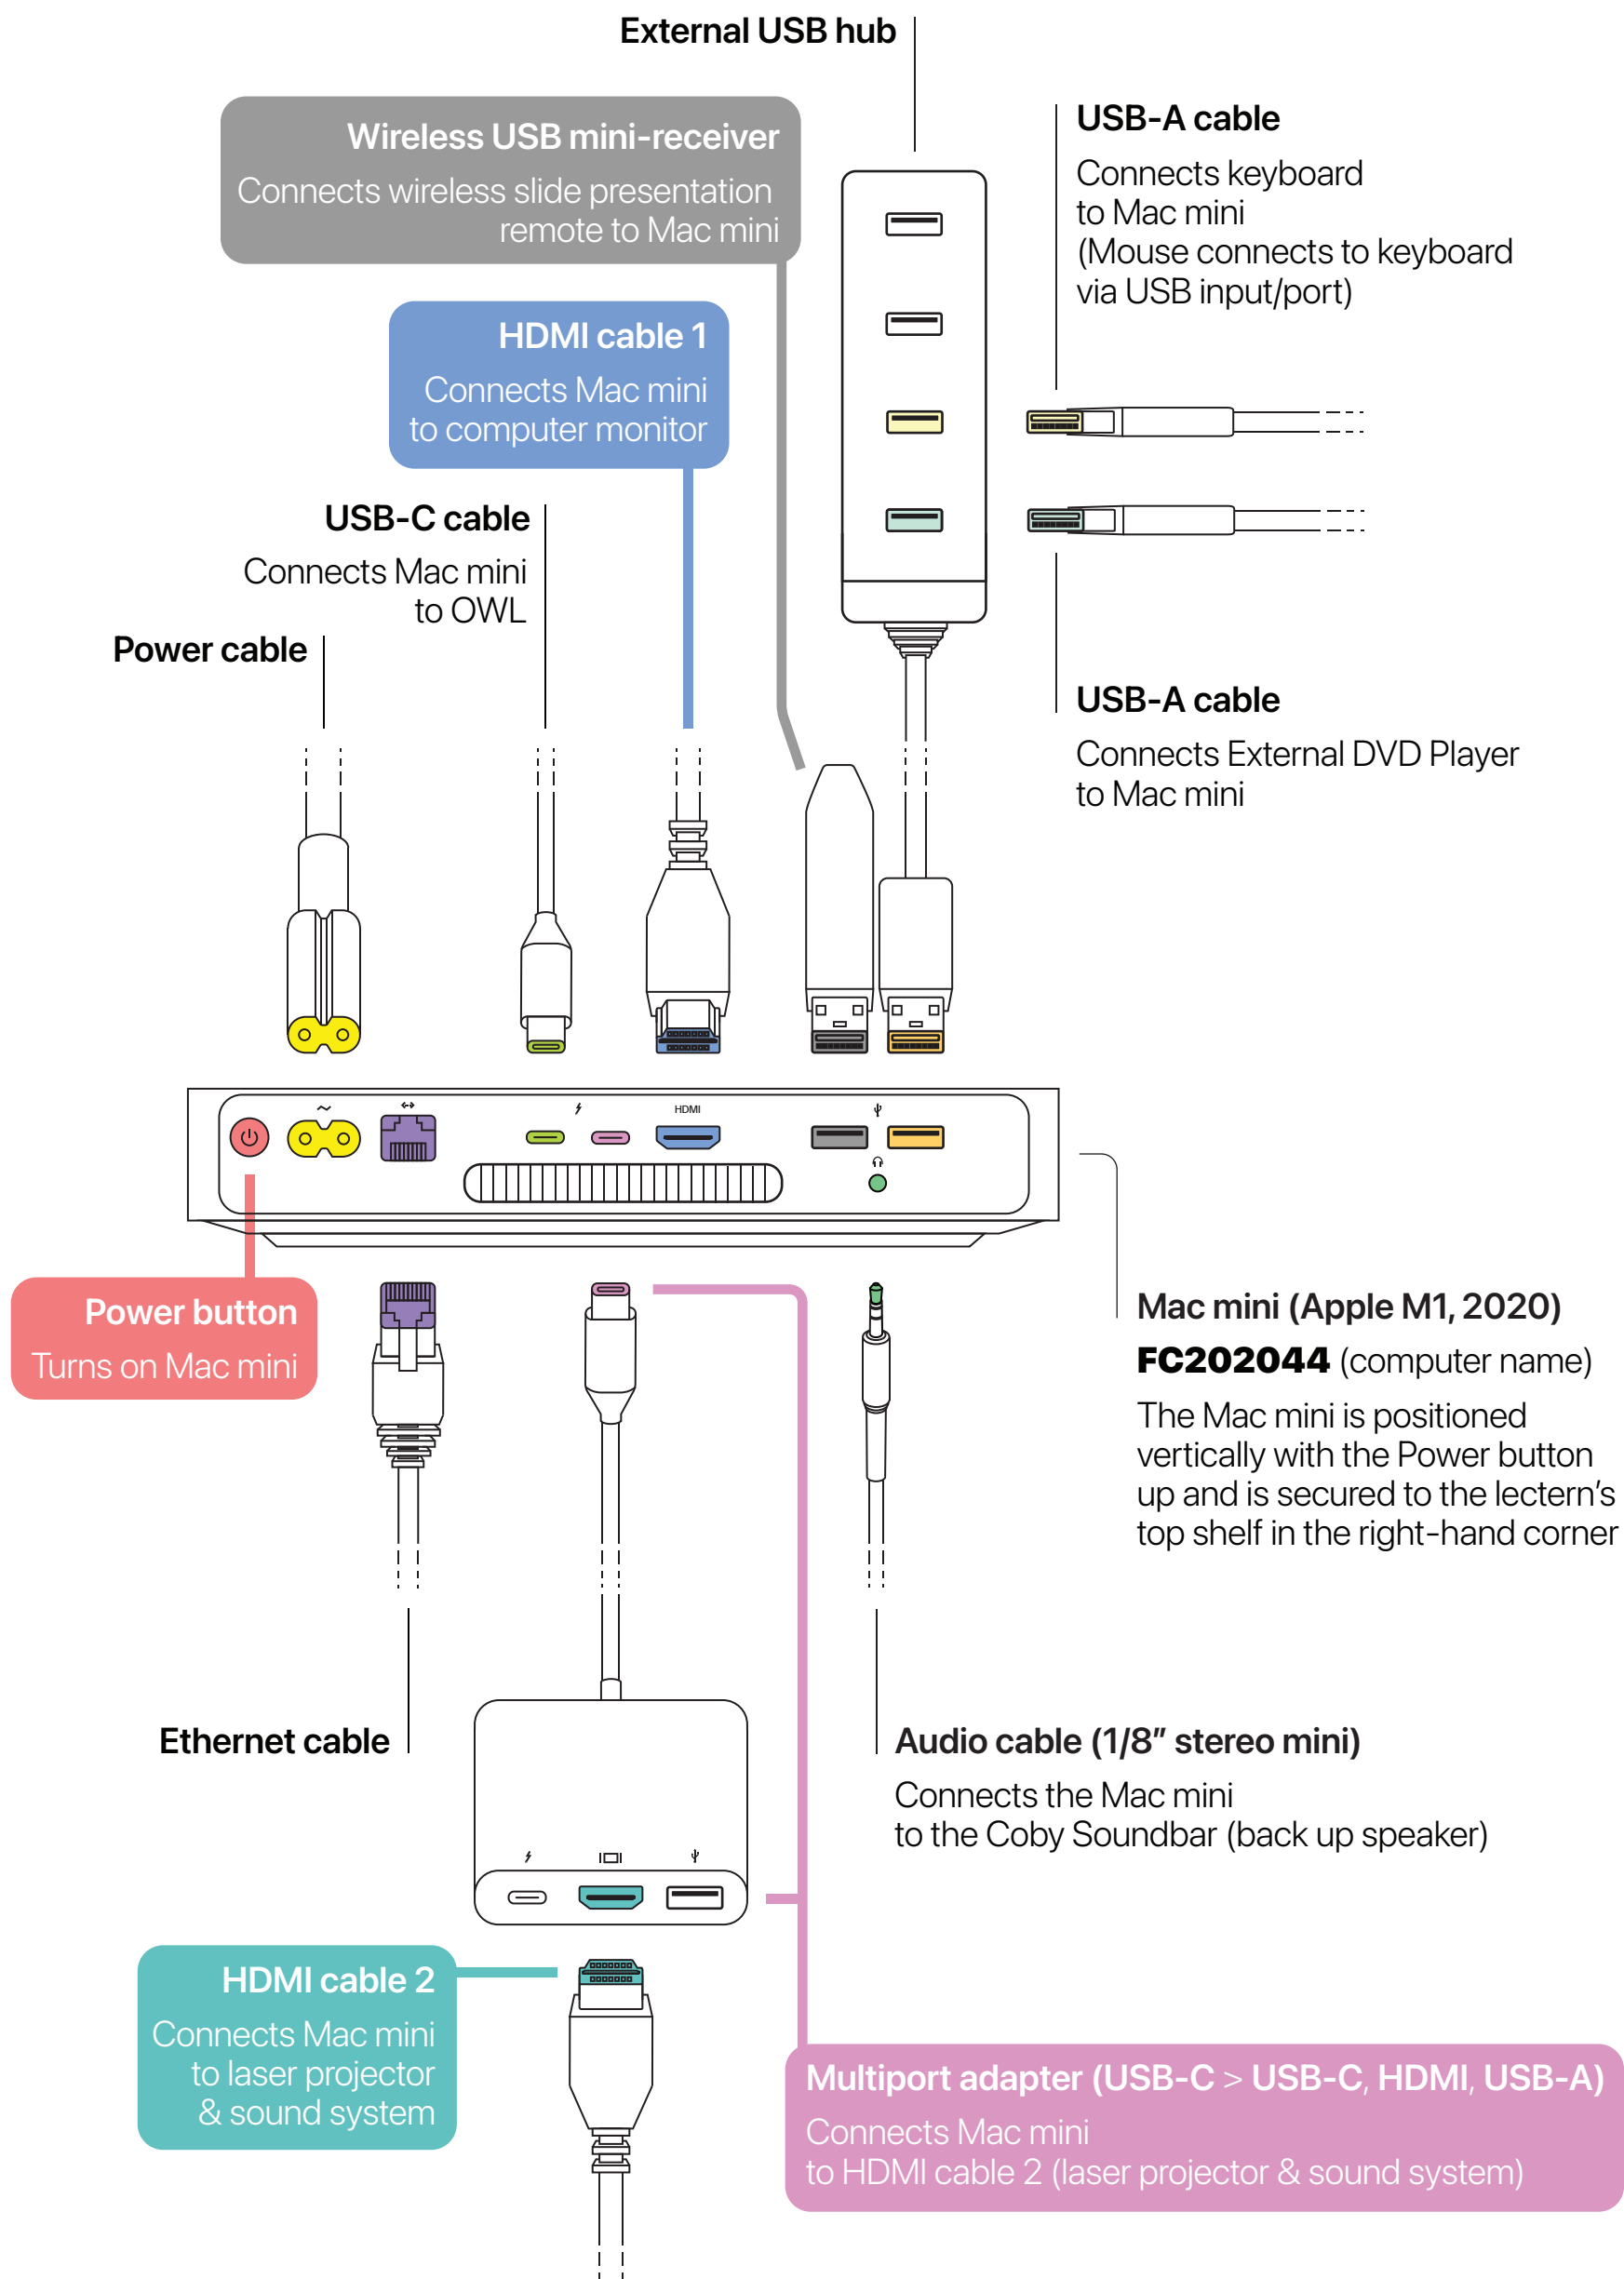 External USB hub
Wireless USB mini-receiver
Connects wireless slide presentation
remote to Mac mini
USB-A cable
Connects keyboard
to Mac mini
(Mouse connects to keyboard
via USB input/port)
HDMI cable 1
Connects Mac mini
to computer monitor
USB-C cable
Connects Mac mini
to OWL
Power cable
USB-A cable
Connects External DVD Player
to Mac mini
HDMI
Power button
Turns on Mac mini
Mac mini (Apple M1, 2020)
FC202044 (computer name)
The Mac mini is positioned
vertically with the Power button
up and is secured to the lectern’s
top shelf in the right-hand corner
Ethernet cable
Audio cable (1/8” stereo mini)
Connects the Mac mini
to the Coby Soundbar (back up speaker)
HDMI cable 2
Connects Mac mini
to laser projector
& sound system
Multiport adapter (USB-C > USB-C, HDMI, USB-A)
Connects Mac mini
to HDMI cable 2 (laser projector & sound system)